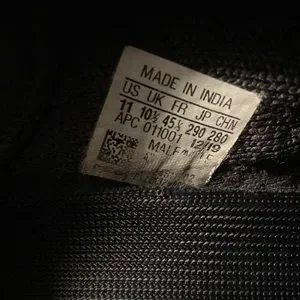 MADE IN INDIA
US UK FR JP CHN
11 10½ 45⅓ 290 280
APC 011001 12/19
MALE